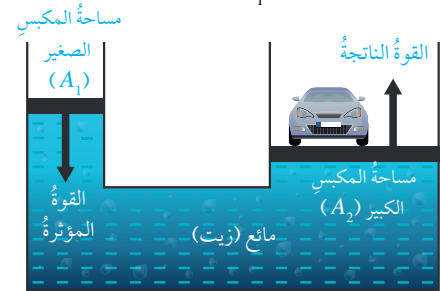 مساحةُ المكبسِ
الصغير
(A₁)
القوةُ الناتجةُ
القوةُ
المؤثرةُ
مائع (زيت)
مساحةُ المكبسِ
الكبير (A₂)